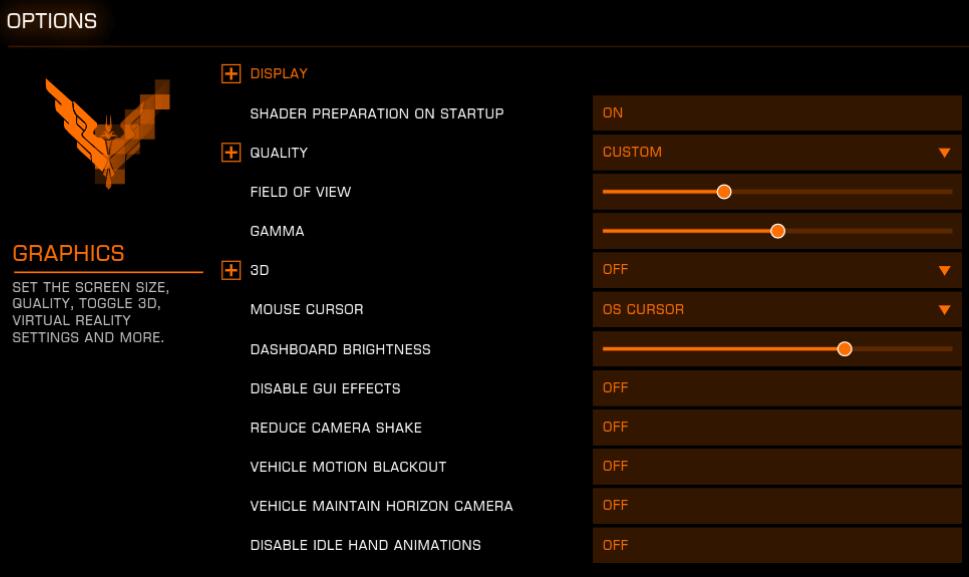 OPTIONS
DISPLAY
SHADER PREPARATION ON STARTUP ON
QUALITY CUSTOM
FIELD OF VIEW
GAMMA
GRAPHICS
SET THE SCREEN SIZE,
QUALITY, TOGGLE 3D,
VIRTUAL REALITY
SETTINGS AND MORE.
3D OFF
MOUSE CURSOR OS CURSOR
DASHBOARD BRIGHTNESS
DISABLE GUI EFFECTS OFF
REDUCE CAMERA SHAKE OFF
VEHICLE MOTION BLACKOUT OFF
VEHICLE MAINTAIN HORIZON CAMERA OFF
DISABLE IDLE HAND ANIMATIONS OFF